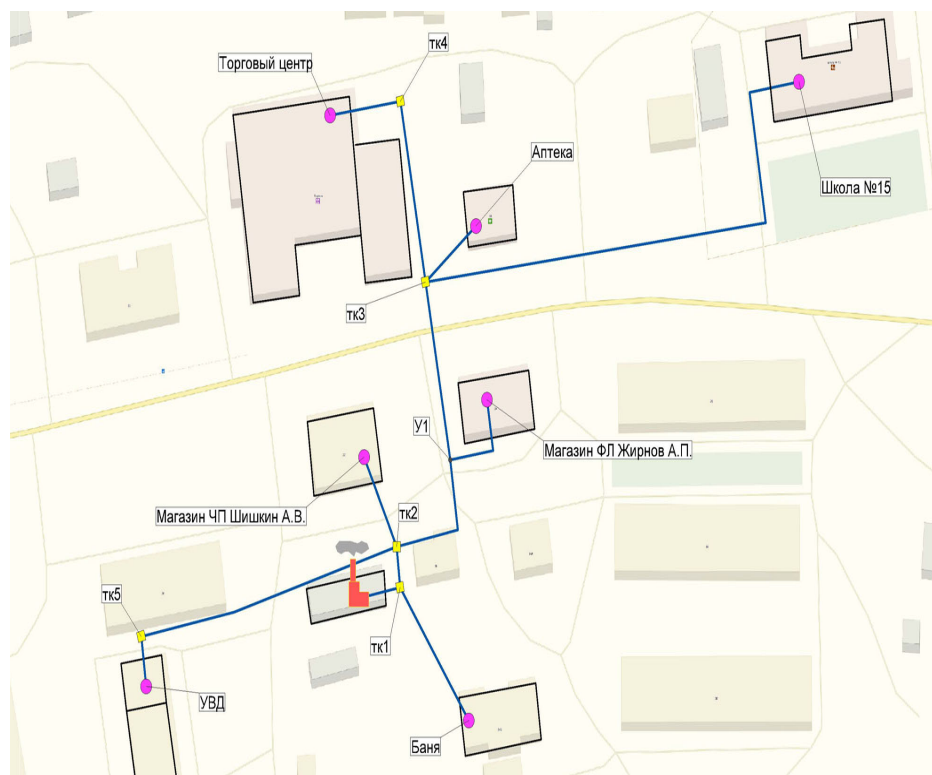 тк4
Торговый центр
Аптека
Школа №15
тк3
У1
Магазин ФЛ Жирнов А.П.
Магазин ЧП Шишкин А.В.
тк2
тк5
тк1
УВД
Баня